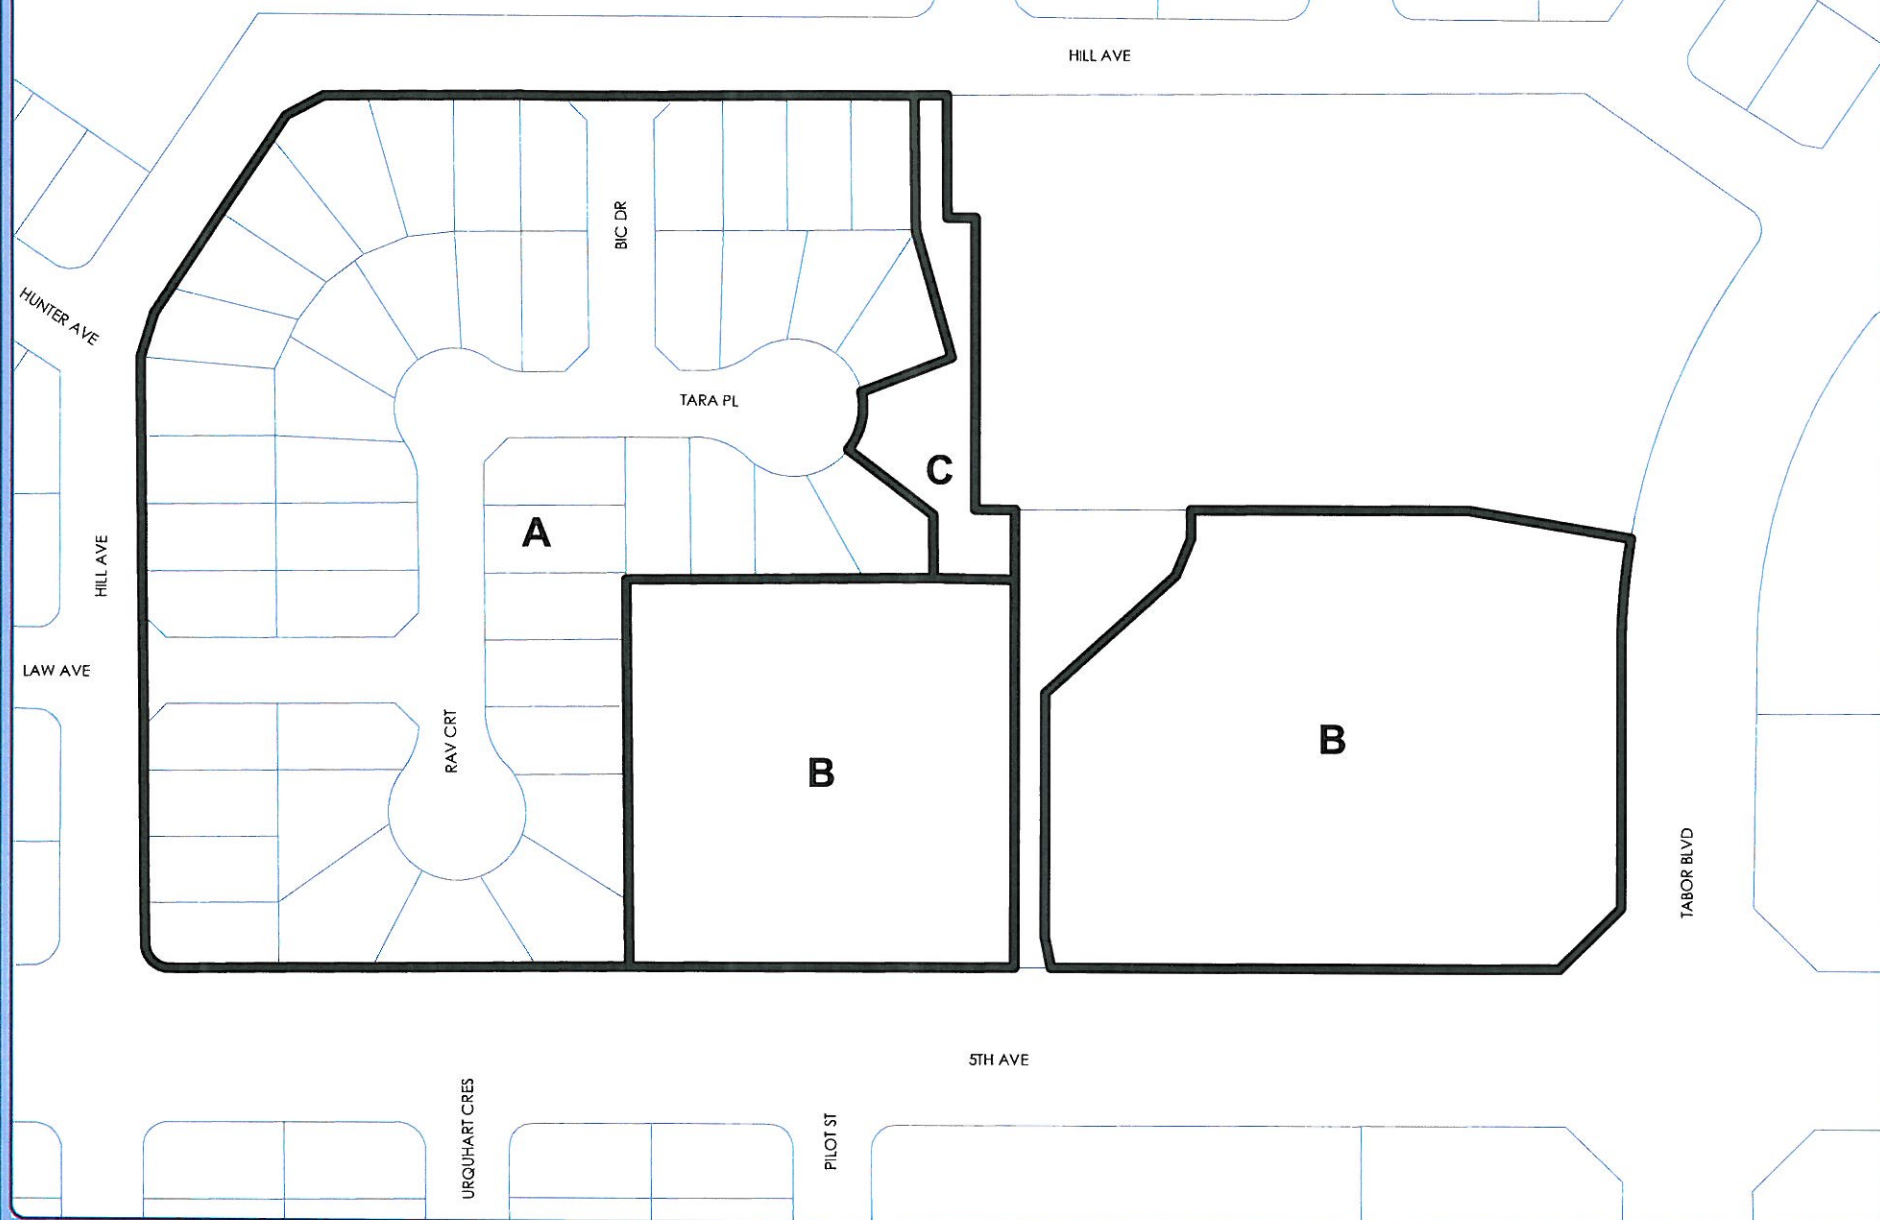 HILL AVE
BIC DR
HUNTER AVE
TARA PL
C
A
HILL AVE
LAW AVE
RAV CRT
B
B
TABOR BLVD
5TH AVE
URQUHART CRES
PILOT ST